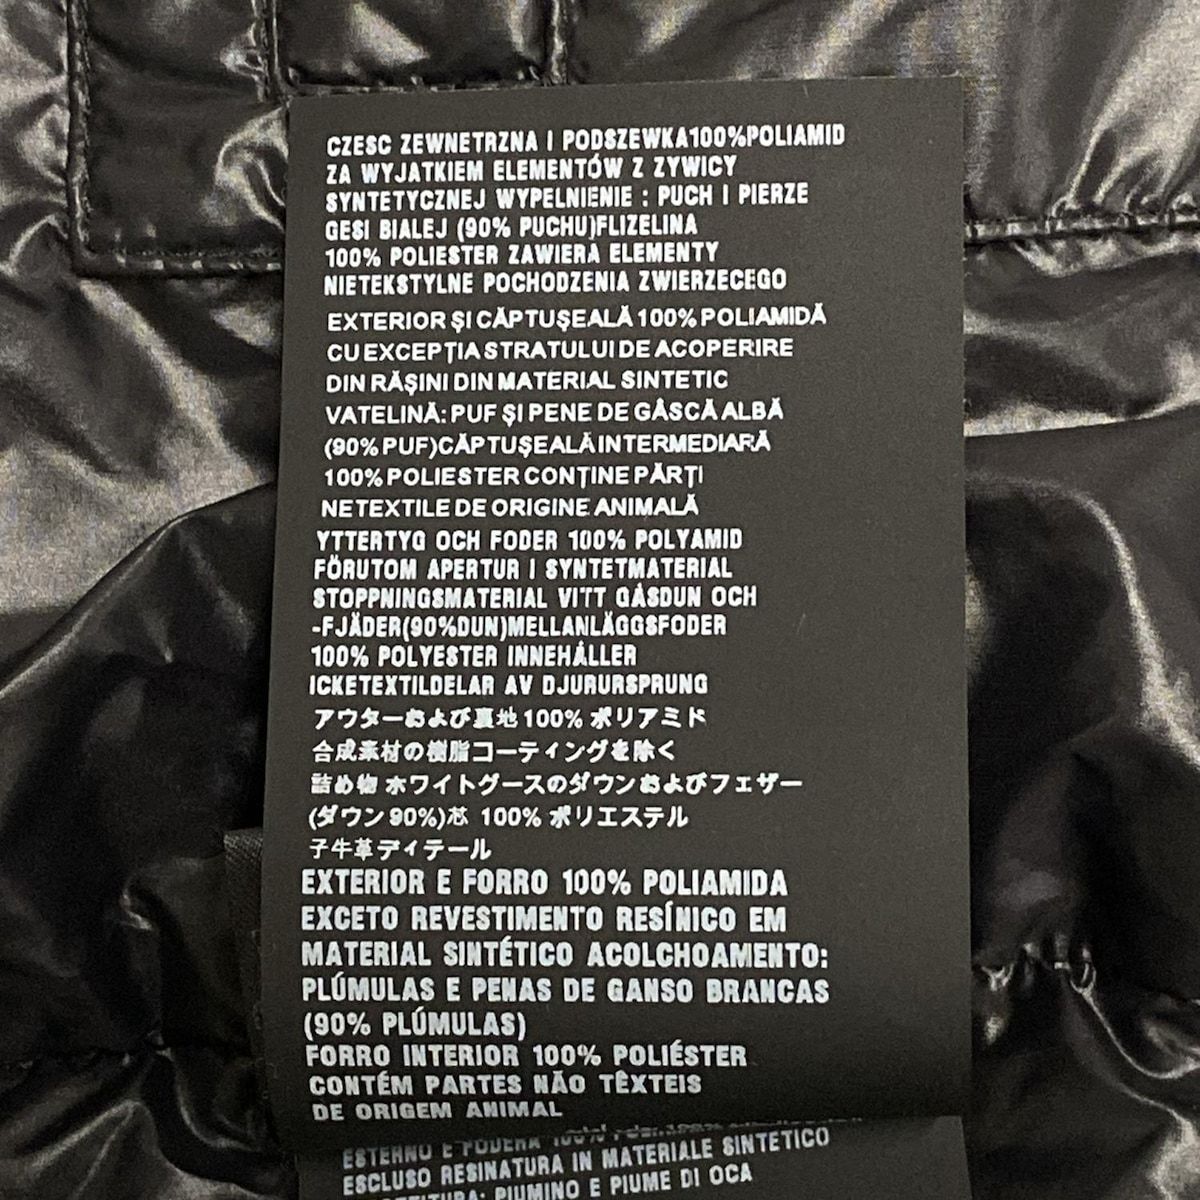 CZESC ZEWNETRZNA I PODSZEWKA100%POLIAMID
ZA WYJATKIEM ELEMENTÓW Z ZYWICY
SYNTETYCZNEJ WYPELNIENIE : PUCH I PIERZE
GESI BIALEJ (90% PUCHU)FLIZELINA
100% POLIESTER ZAWIERA ELEMENTY
NIETEKSTYLNE POCHODZENIA ZWIERZECEGO
EXTERIOR ŞI CĂPTUŞEALĂ 100% POLIAMIDĂ
CU EXCEPŢIA STRATULUI DE ACOPERIRE
DIN RĂŞINI DIN MATERIAL SINTETIC
VATELINĂ: PUF ŞI PENE DE GÂSCĂ ALBĂ
(90% PUF)CĂPTUŞEALĂ INTERMEDIARĂ
100% POLIESTER CONŢINE PĂRŢI
NETEXTILE DE ORIGINE ANIMALĂ
YTTERTYG OCH FODER 100% POLYAMID
FÖRUTOM APERTUR I SYNTETMATERIAL
STOPPNINGSMATERIAL VITT GÅSDUN OCH
-FJÄDER(90%DUN)MELLANLÄGGSFODER
100% POLYESTER INNEHÅLLER
ICKETEXTILDELAR AV DJURURSPRUNG
アウターおよび裏地100% ポリアミド
合成素材の樹脂コーティングを除く
詰め物 ホワイトグースのダウンおよびフェザー
(ダウン90%)芯 100% ポリエステル
子牛革ディテール
EXTERIOR E FORRO 100% POLIAMIDA
EXCETO REVESTIMENTO RESÍNICO EM
MATERIAL SINTÉTICO ACOLCHOAMENTO:
PLÚMULAS E PENAS DE GANSO BRANCAS
(90% PLÚMULAS)
FORRO INTERIOR 100% POLIÉSTER
CONTÉM PARTES NÃO TÊXTEIS
DE ORIGEM ANIMAL
ESTERNO E FODERA 100%
ESCLUSO RESINATURA IN MATERIALE SINTETICO
PIUMINO E PIUME DI OCA